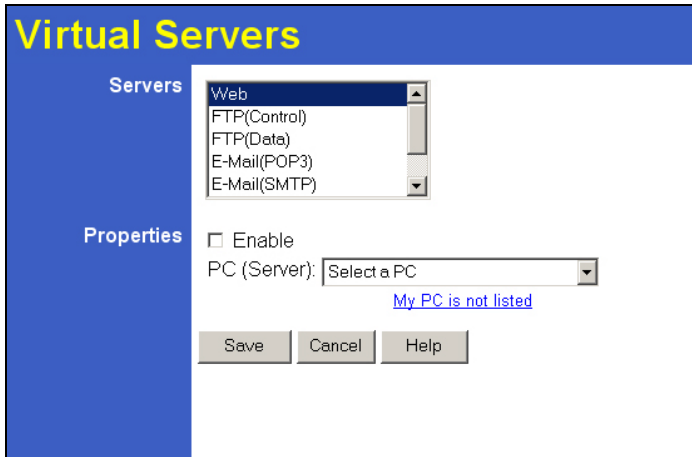 Virtual Servers
Servers
Web
FTP(Control)
FTP(Data)
E-Mail(POP3)
E-Mail(SMTP)
Properties
Enable
PC (Server): Select a PC
My PC is not listed
Save Cancel Help